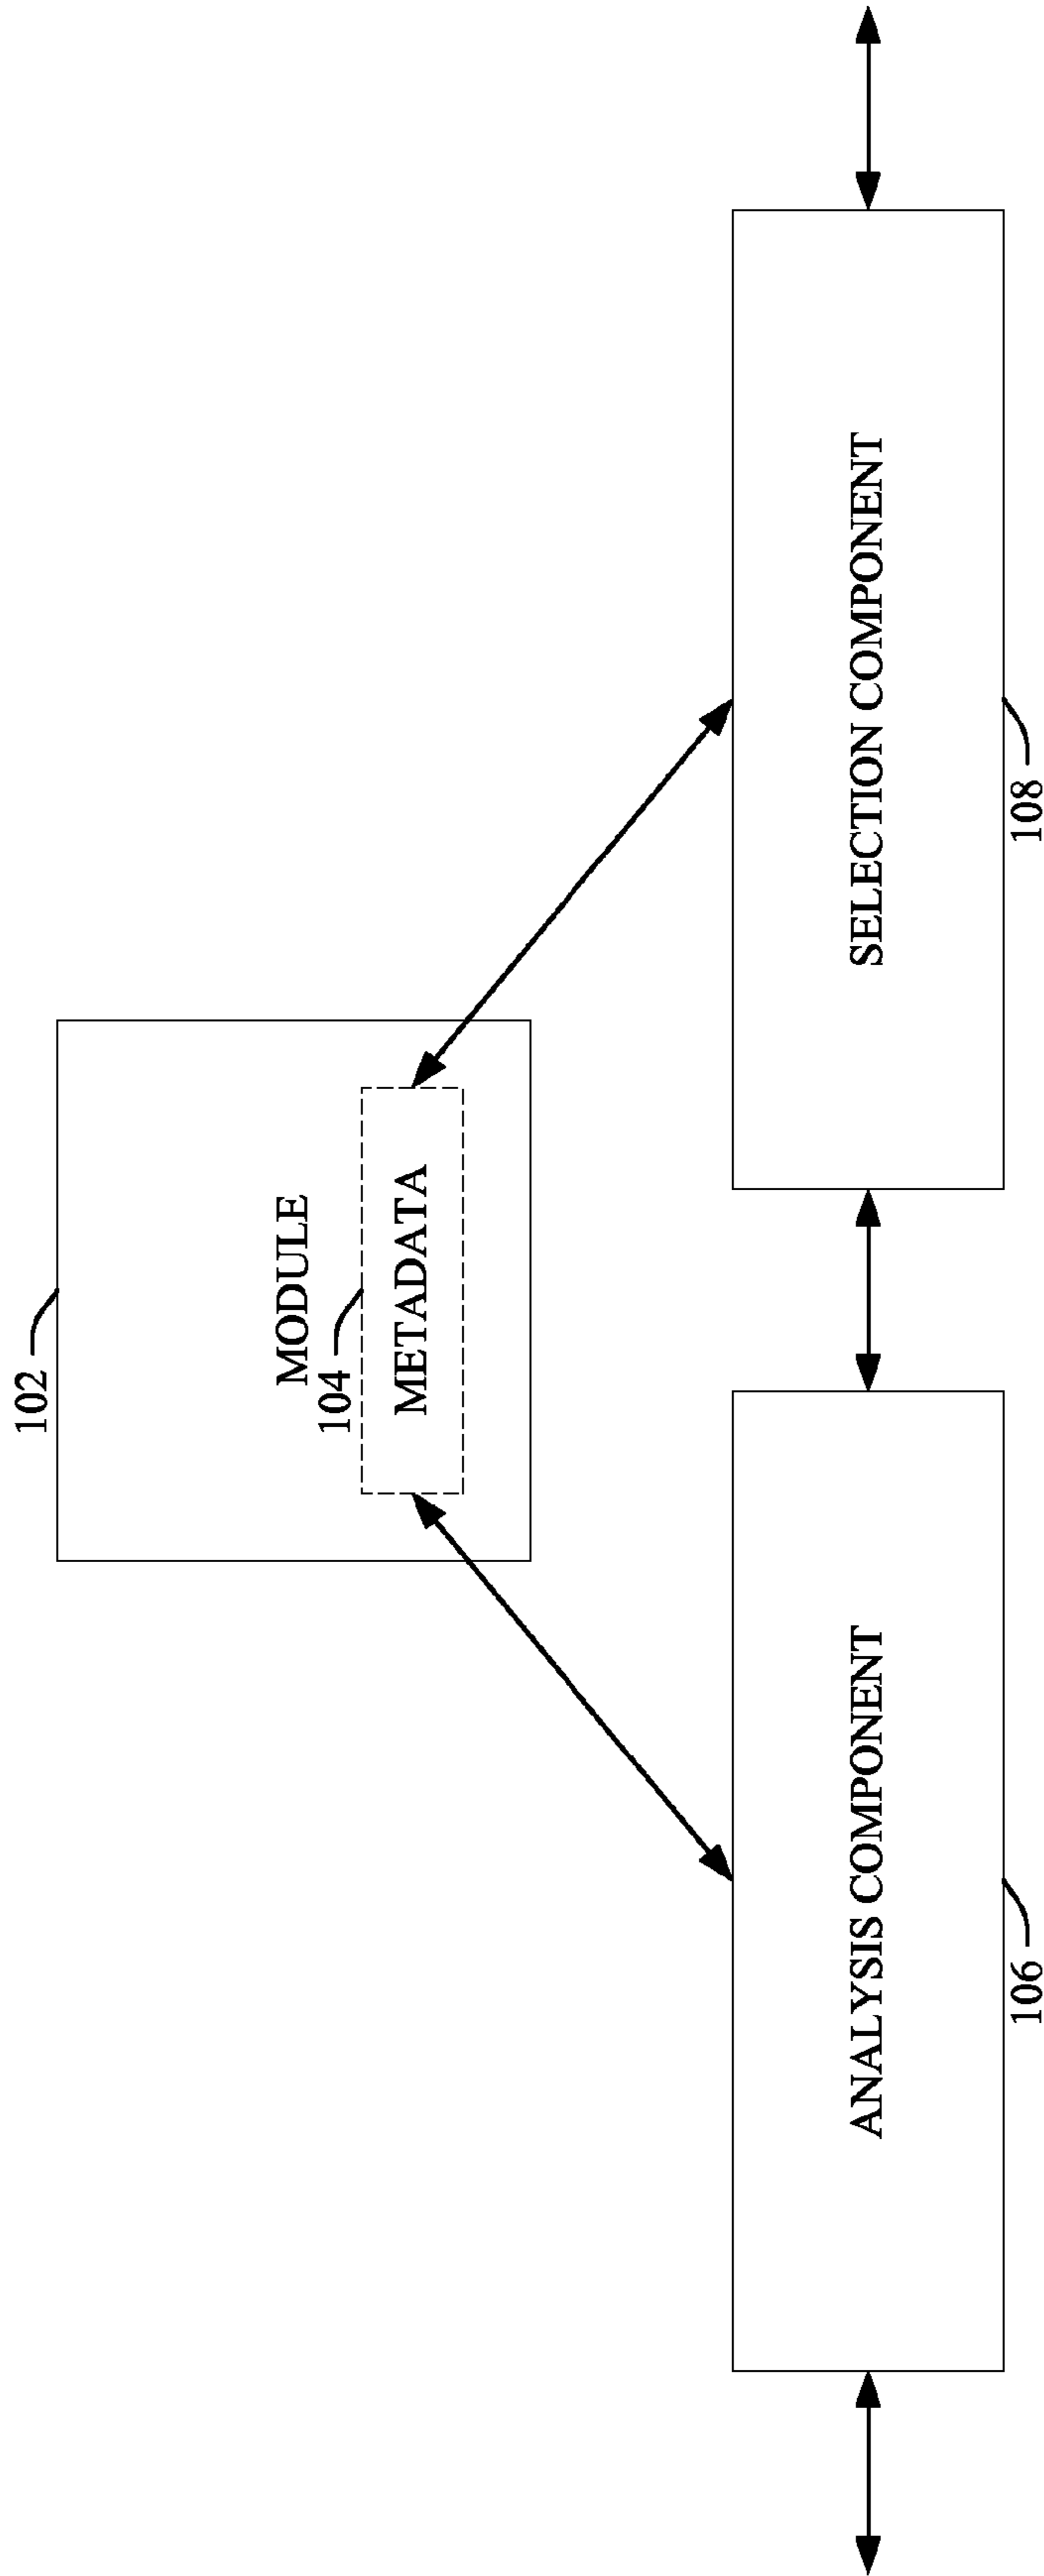 102
MODULE
104
METADATA
ANALYSIS COMPONENT
SELECTION COMPONENT
106
108